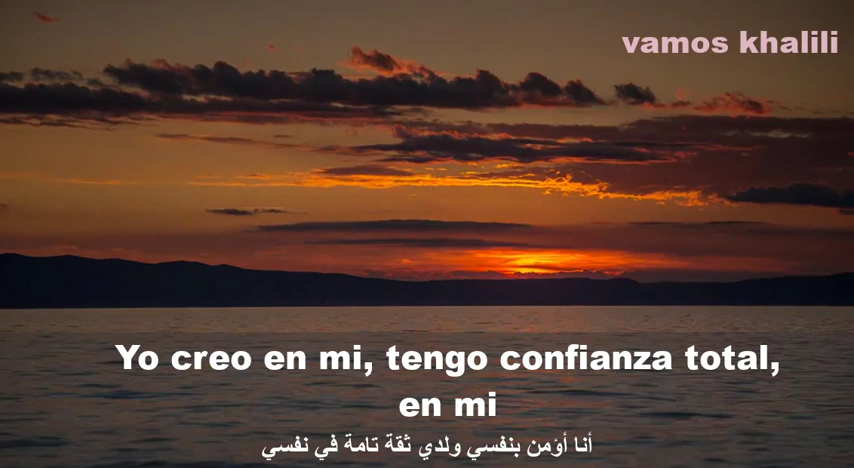 vamos khalili
Yo creo en mi, tengo confianza total,
en mi
أنا أؤمن بنفسي ولدي ثقة تامة في نفسي